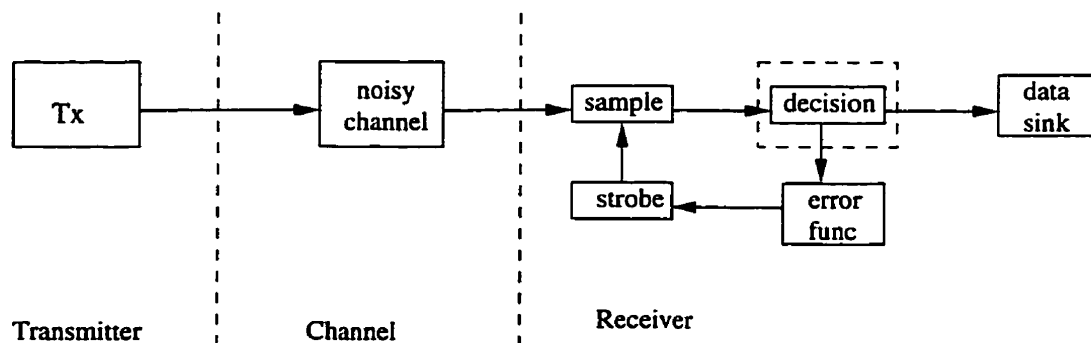 Tx
noisy
channel
sample
decision
data
sink
strobe
error
func
Transmitter
Channel
Receiver